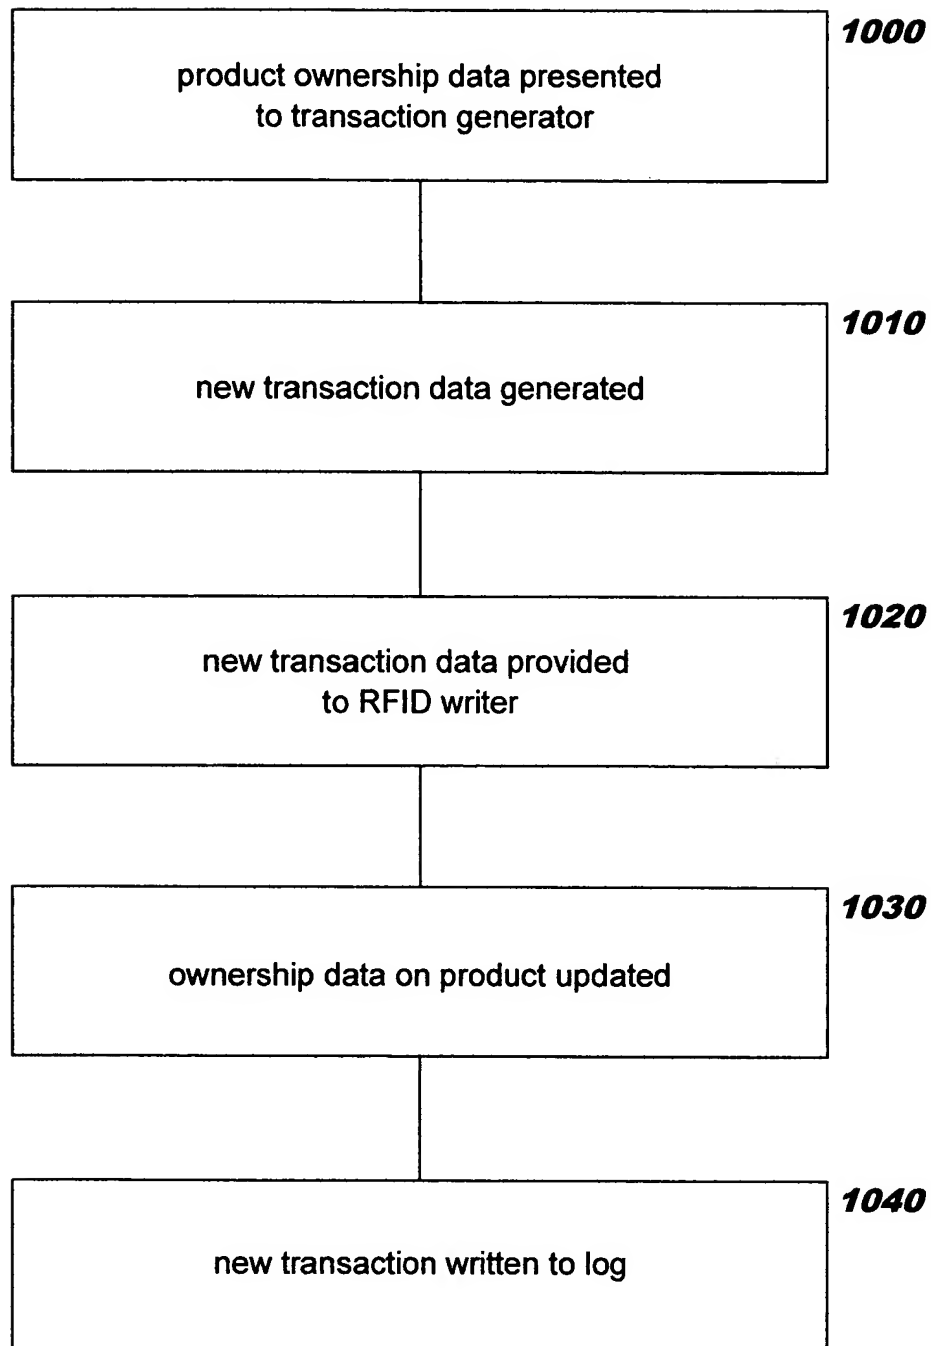 1000
product ownership data presented
to transaction generator
1010
new transaction data generated
1020
new transaction data provided
to RFID writer
1030
ownership data on product updated
1040
new transaction written to log